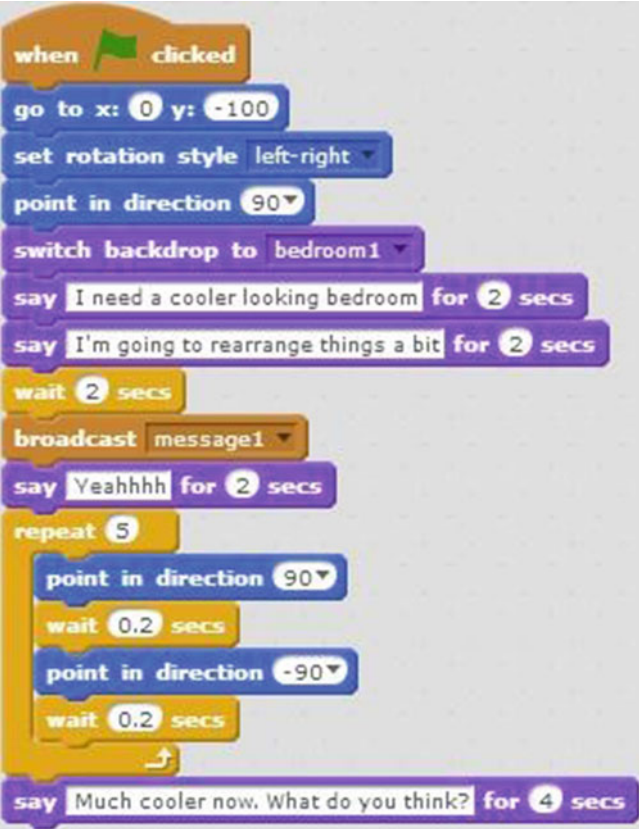 when clicked
go to x: 0 y: -100
set rotation style left-right
point in direction 90
switch backdrop to bedroom1
say I need a cooler looking bedroom for 2 secs
say I'm going to rearrange things a bit for 2 secs
wait 2 secs
broadcast message1
say Yeahhhh for 2 secs
repeat 5
point in direction 90
wait 0.2 secs
point in direction -90
wait 0.2 secs
say Much cooler now. What do you think? for 4 secs